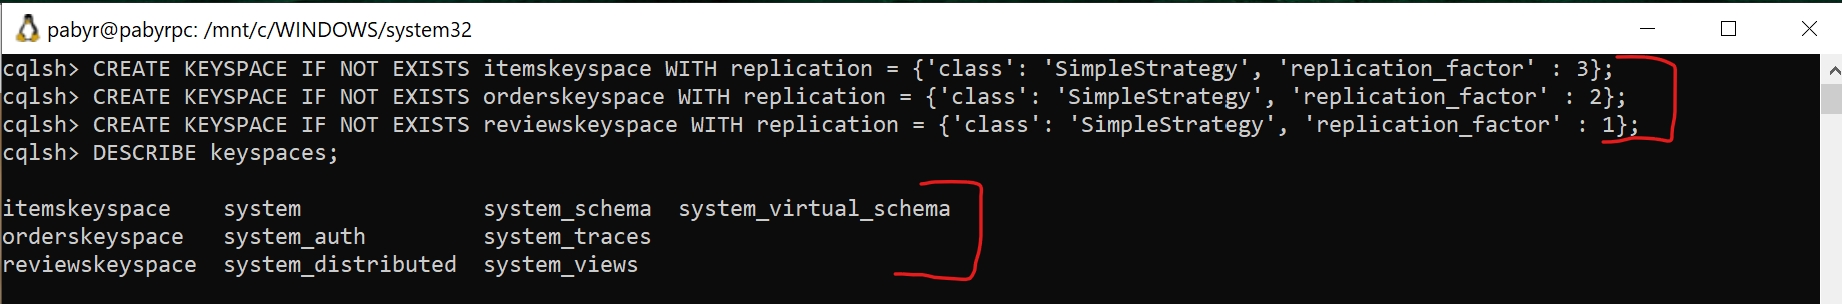 pabyr@pabyrpc: /mnt/c/WINDOWS/system32
cqlsh> CREATE KEYSPACE IF NOT EXISTS itemskeyspace WITH replication = {'class': 'SimpleStrategy', 'replication_factor' : 3};
cqlsh> CREATE KEYSPACE IF NOT EXISTS orderskeyspace WITH replication = {'class': 'SimpleStrategy', 'replication_factor' : 2};
cqlsh> CREATE KEYSPACE IF NOT EXISTS reviewskeyspace WITH replication = {'class': 'SimpleStrategy', 'replication_factor' : 1};
cqlsh> DESCRIBE keyspaces;
itemskeyspace system system_schema system_virtual_schema
orderskeyspace system_auth system_traces
reviewskeyspace system_distributed system_views